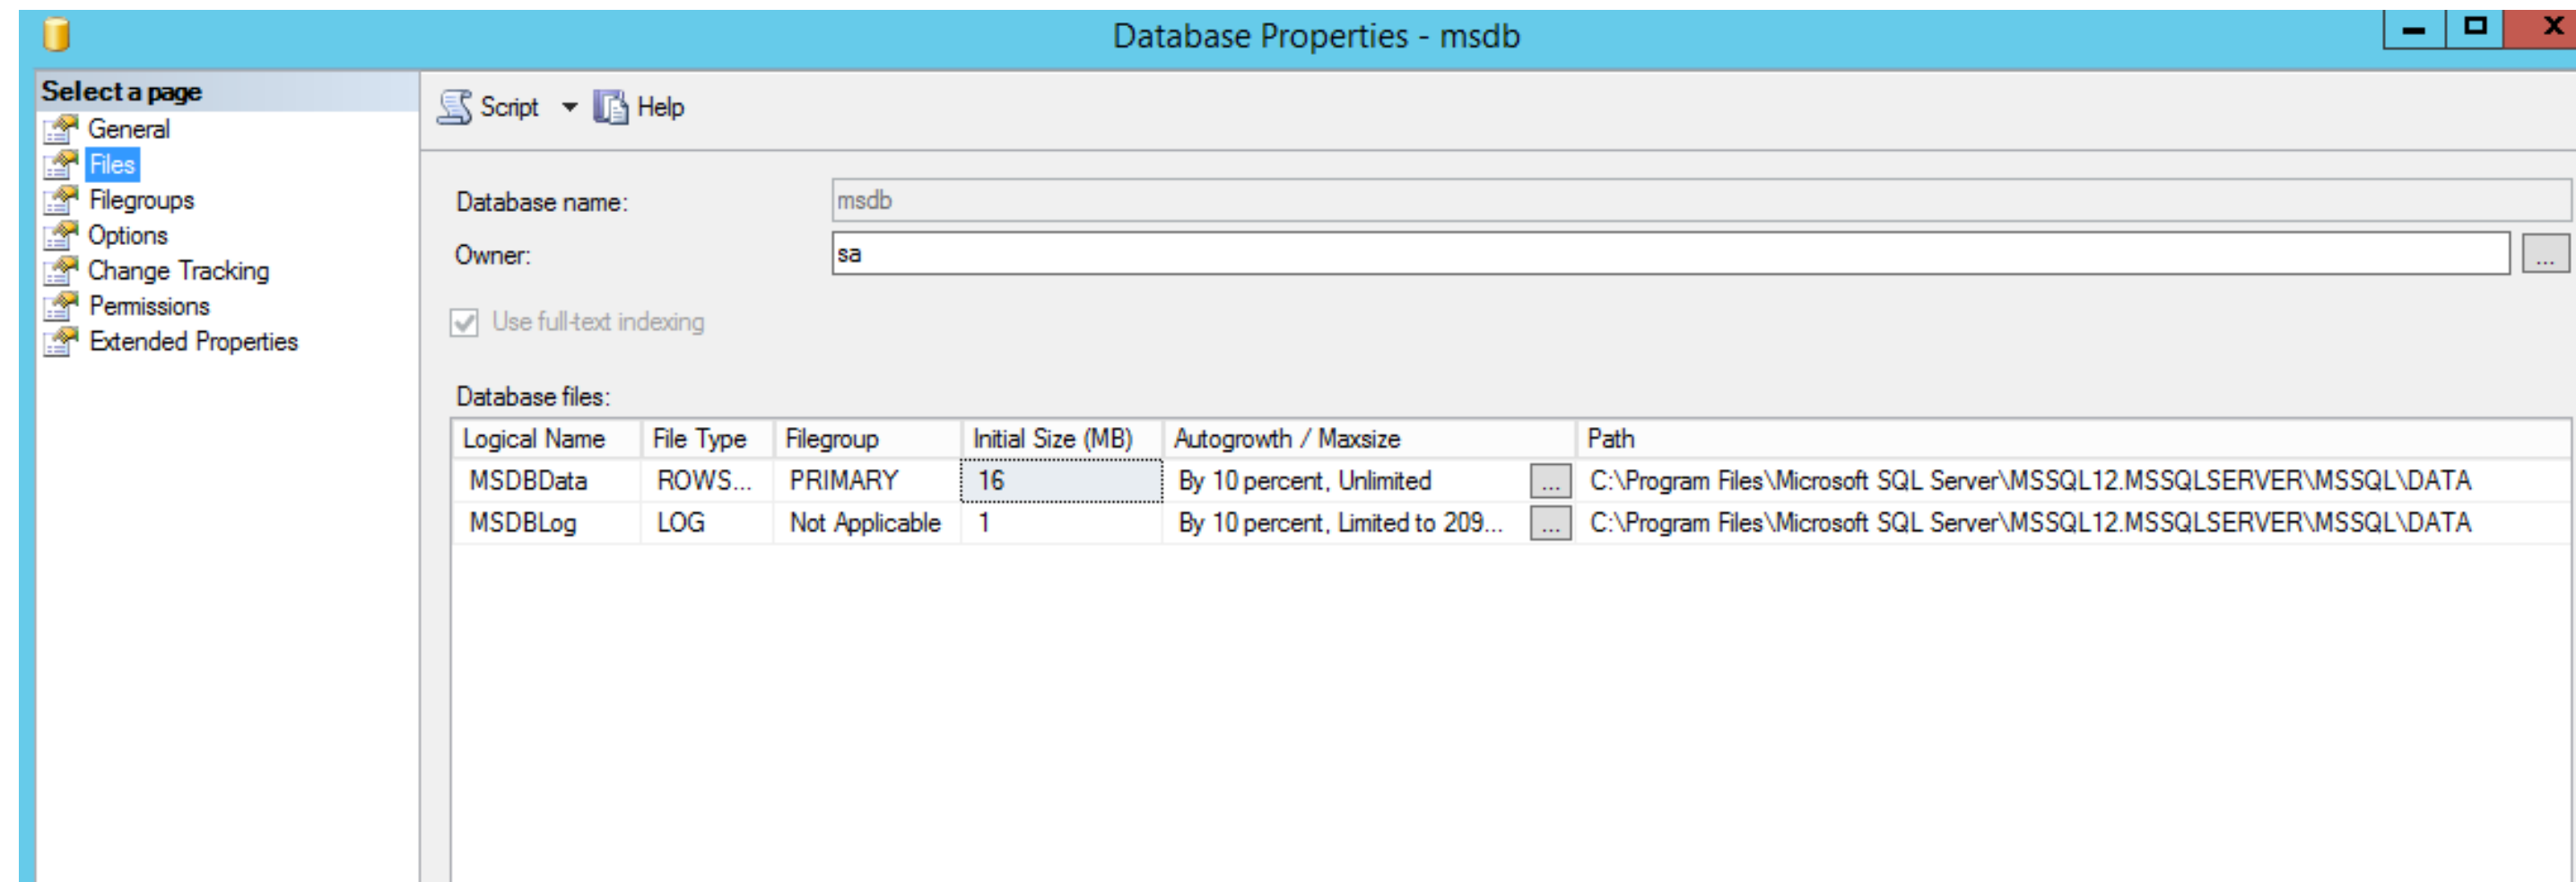 Database Properties - msdb
Select a page
General
Files
Filegroups
Options
Change Tracking
Permissions
Extended Properties
Script Help
Database name: msdb
Owner: sa ...
Use full-text indexing
Database files:
Logical Name File Type Filegroup Initial Size (MB) Autogrowth / Maxsize Path
MSDBData ROWS... PRIMARY 16 By 10 percent, Unlimited ... C:\Program Files\Microsoft SQL Server\MSSQL12.MSSQLSERVER\MSSQL\DATA
MSDBLog LOG Not Applicable 1 By 10 percent, Limited to 209... ... C:\Program Files\Microsoft SQL Server\MSSQL12.MSSQLSERVER\MSSQL\DATA